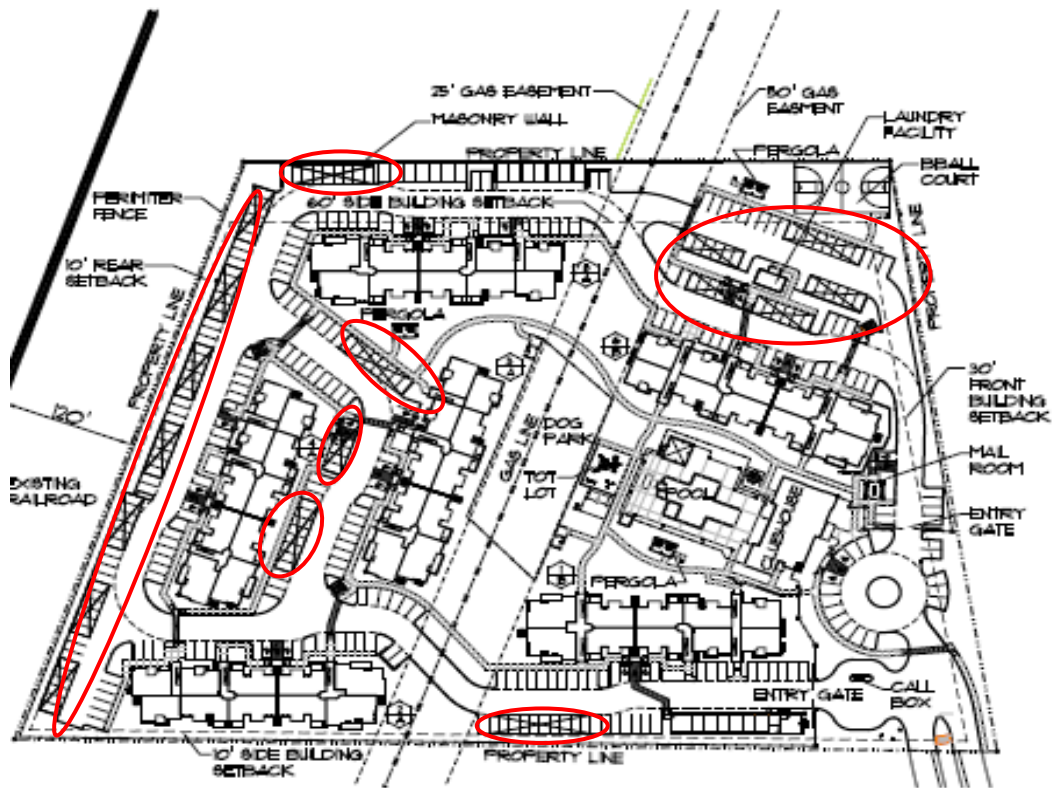 25' GAS EASEMENT
50' GAS
EASMENT
MASONRY WALL
LAUNDRY
FACILITY
PROPERTY LINE
PERGOLA
BBALL
COURT
PERIMITER
FENCE
60' SIDE BUILDING SETBACK
PROPERTY LINE
10' REAR
SETBACK
PROPERTY LINE
PERGOLA
30'
FRONT
BUILDING
SETBACK
120'
DOG
PARK
GAS LINE
MAIL
ROOM
EXISTING
RAILROAD
TOT
LOT
POOL
CLUBHOUSE
ENTRY
GATE
PERGOLA
ENTRY GATE
CALL
BOX
10' SIDE BUILDING
SETBACK
PROPERTY LINE